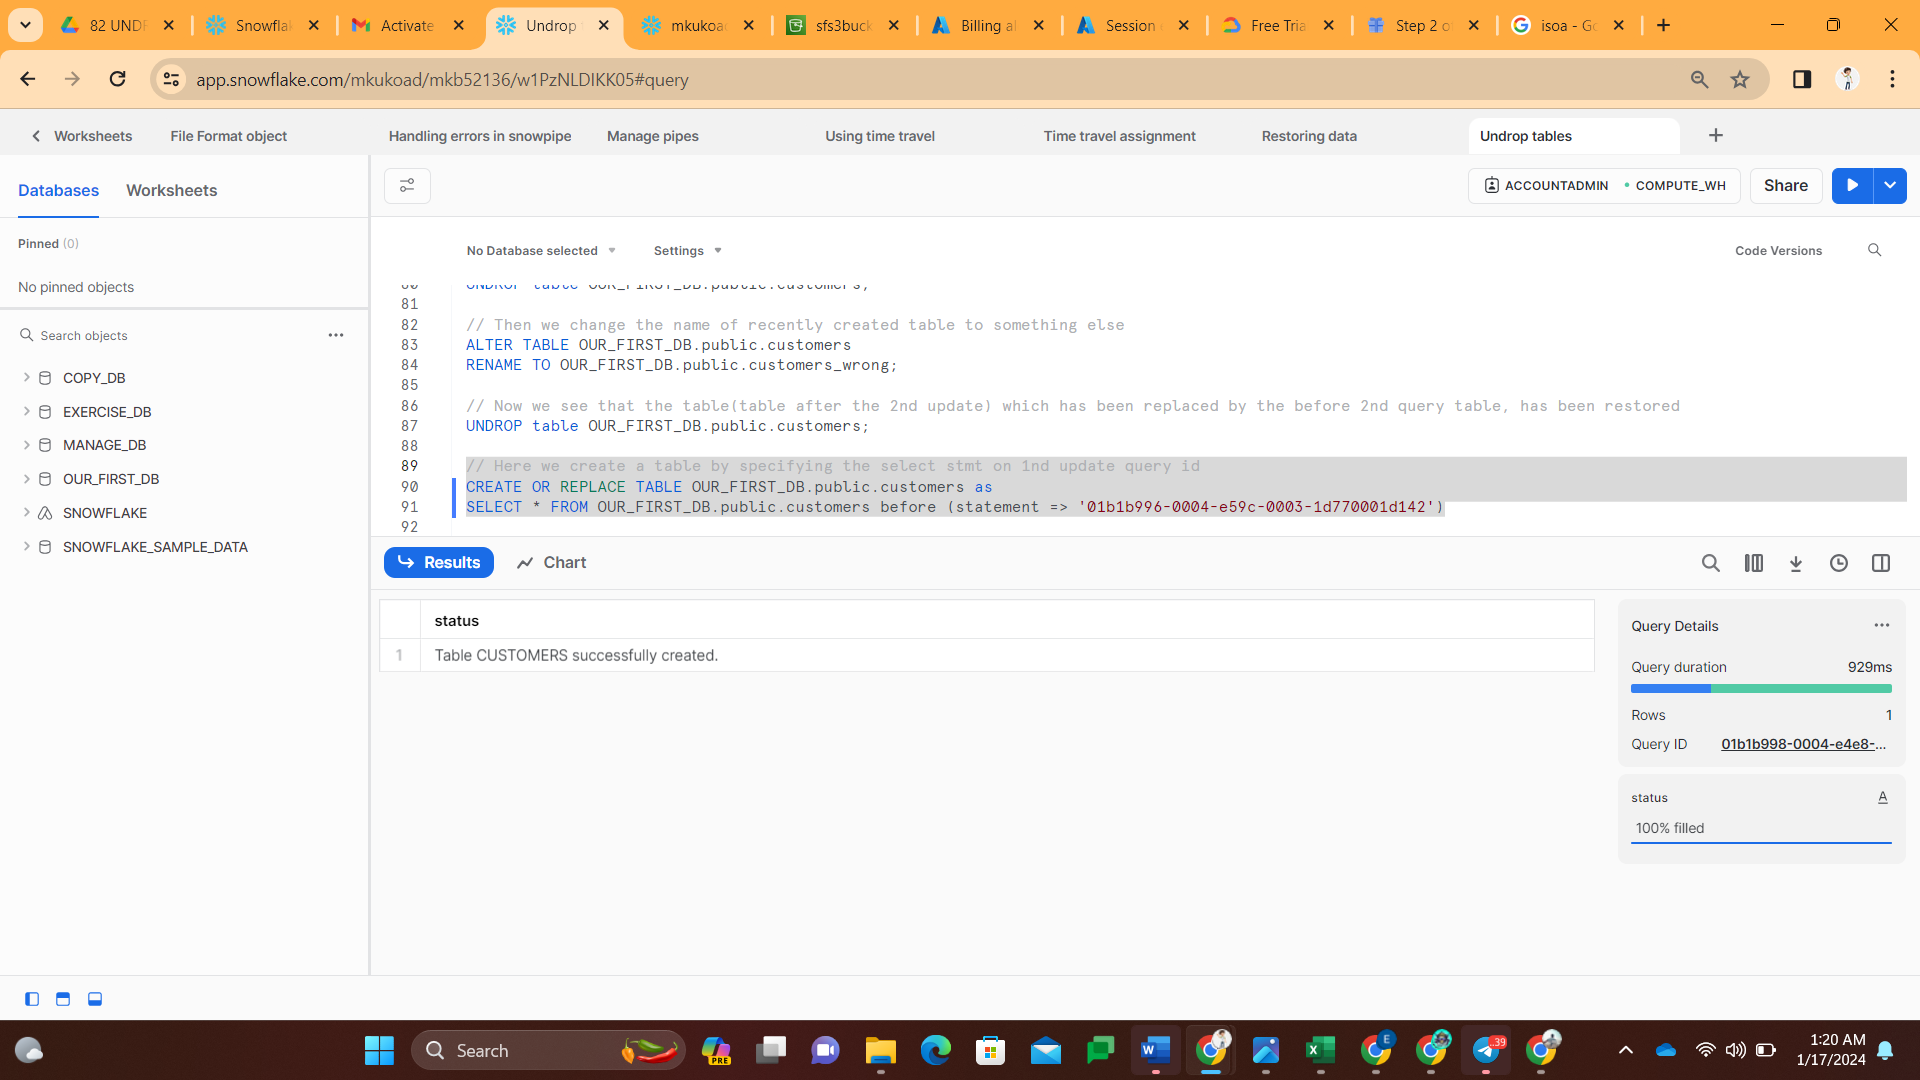 82 UNDR
Snowflak
Activate
Undrop
mkukoad
sfs3buck
Billing al
Session
Free Tria
Step 2 o
isoa - Go
app.snowflake.com/mkukoad/mkb52136/w1PzNLDIKK05#query
Worksheets
File Format object
Handling errors in snowpipe
Manage pipes
Using time travel
Time travel assignment
Restoring data
Undrop tables
Databases
Worksheets
ACCOUNTADMIN
COMPUTE_WH
Share
Pinned (0)
No pinned objects
Search objects
COPY_DB
EXERCISE_DB
MANAGE_DB
OUR_FIRST_DB
SNOWFLAKE
SNOWFLAKE_SAMPLE_DATA
No Database selected
Settings
Code Versions
80 UNDROP table OUR_FIRST_DB.public.customers;
81
82 // Then we change the name of recently created table to something else
83 ALTER TABLE OUR_FIRST_DB.public.customers
84 RENAME TO OUR_FIRST_DB.public.customers_wrong;
85
86 // Now we see that the table(table after the 2nd update) which has been replaced by the before 2nd query table, has been restored
87 UNDROP table OUR_FIRST_DB.public.customers;
88
89 // Here we create a table by specifying the select stmt on 1nd update query id
90 CREATE OR REPLACE TABLE OUR_FIRST_DB.public.customers as
91 SELECT * FROM OUR_FIRST_DB.public.customers before (statement => '01b1b996-0004-e59c-0003-1d770001d142')
92
Results
Chart
status
1 Table CUSTOMERS successfully created.
Query Details
Query duration 929ms
Rows 1
Query ID 01b1b998-0004-e4e8-...
status A
100% filled
Search
PRE
E
39
1:20 AM
1/17/2024